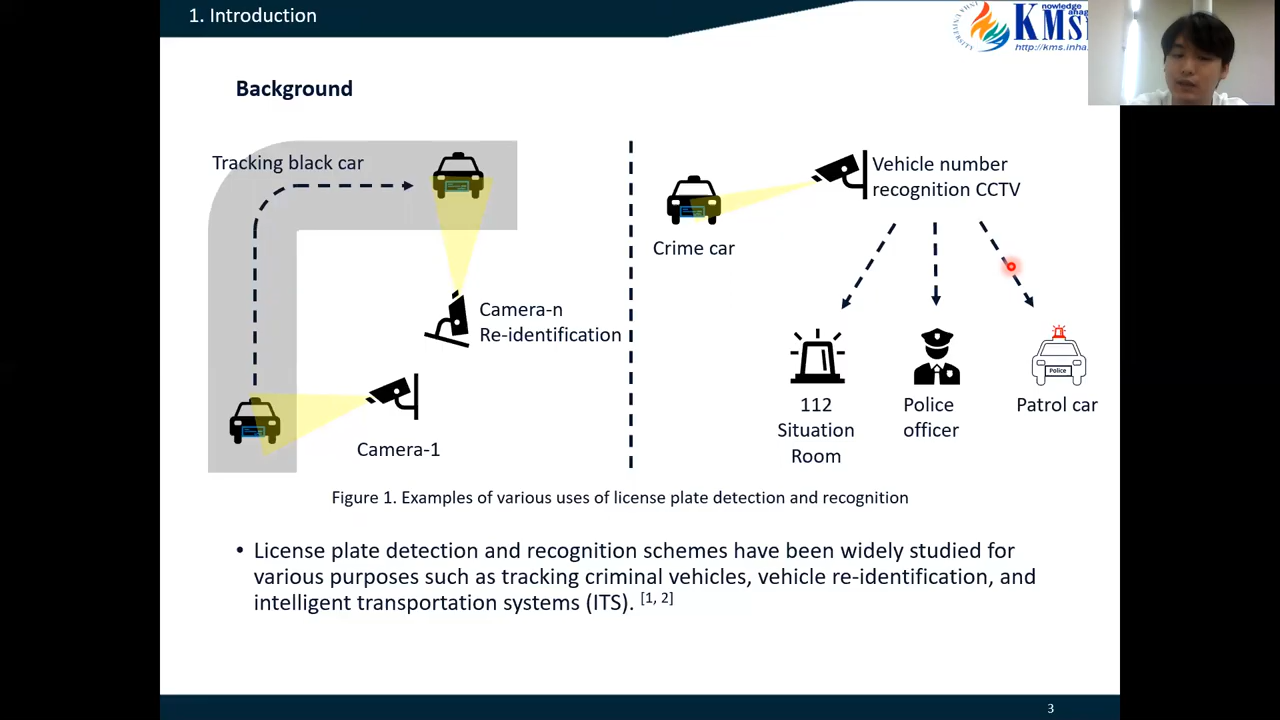 1. Introduction
KMS
nowledge
http://kms.inha.
Background
Tracking black car
Camera-n
Re-identification
Camera-1
Vehicle number
recognition CCTV
Crime car
112
Situation
Room
Police
officer
Police
Patrol car
Figure 1. Examples of various uses of license plate detection and recognition
• License plate detection and recognition schemes have been widely studied for
various purposes such as tracking criminal vehicles, vehicle re-identification, and
intelligent transportation systems (ITS). [1, 2]
3